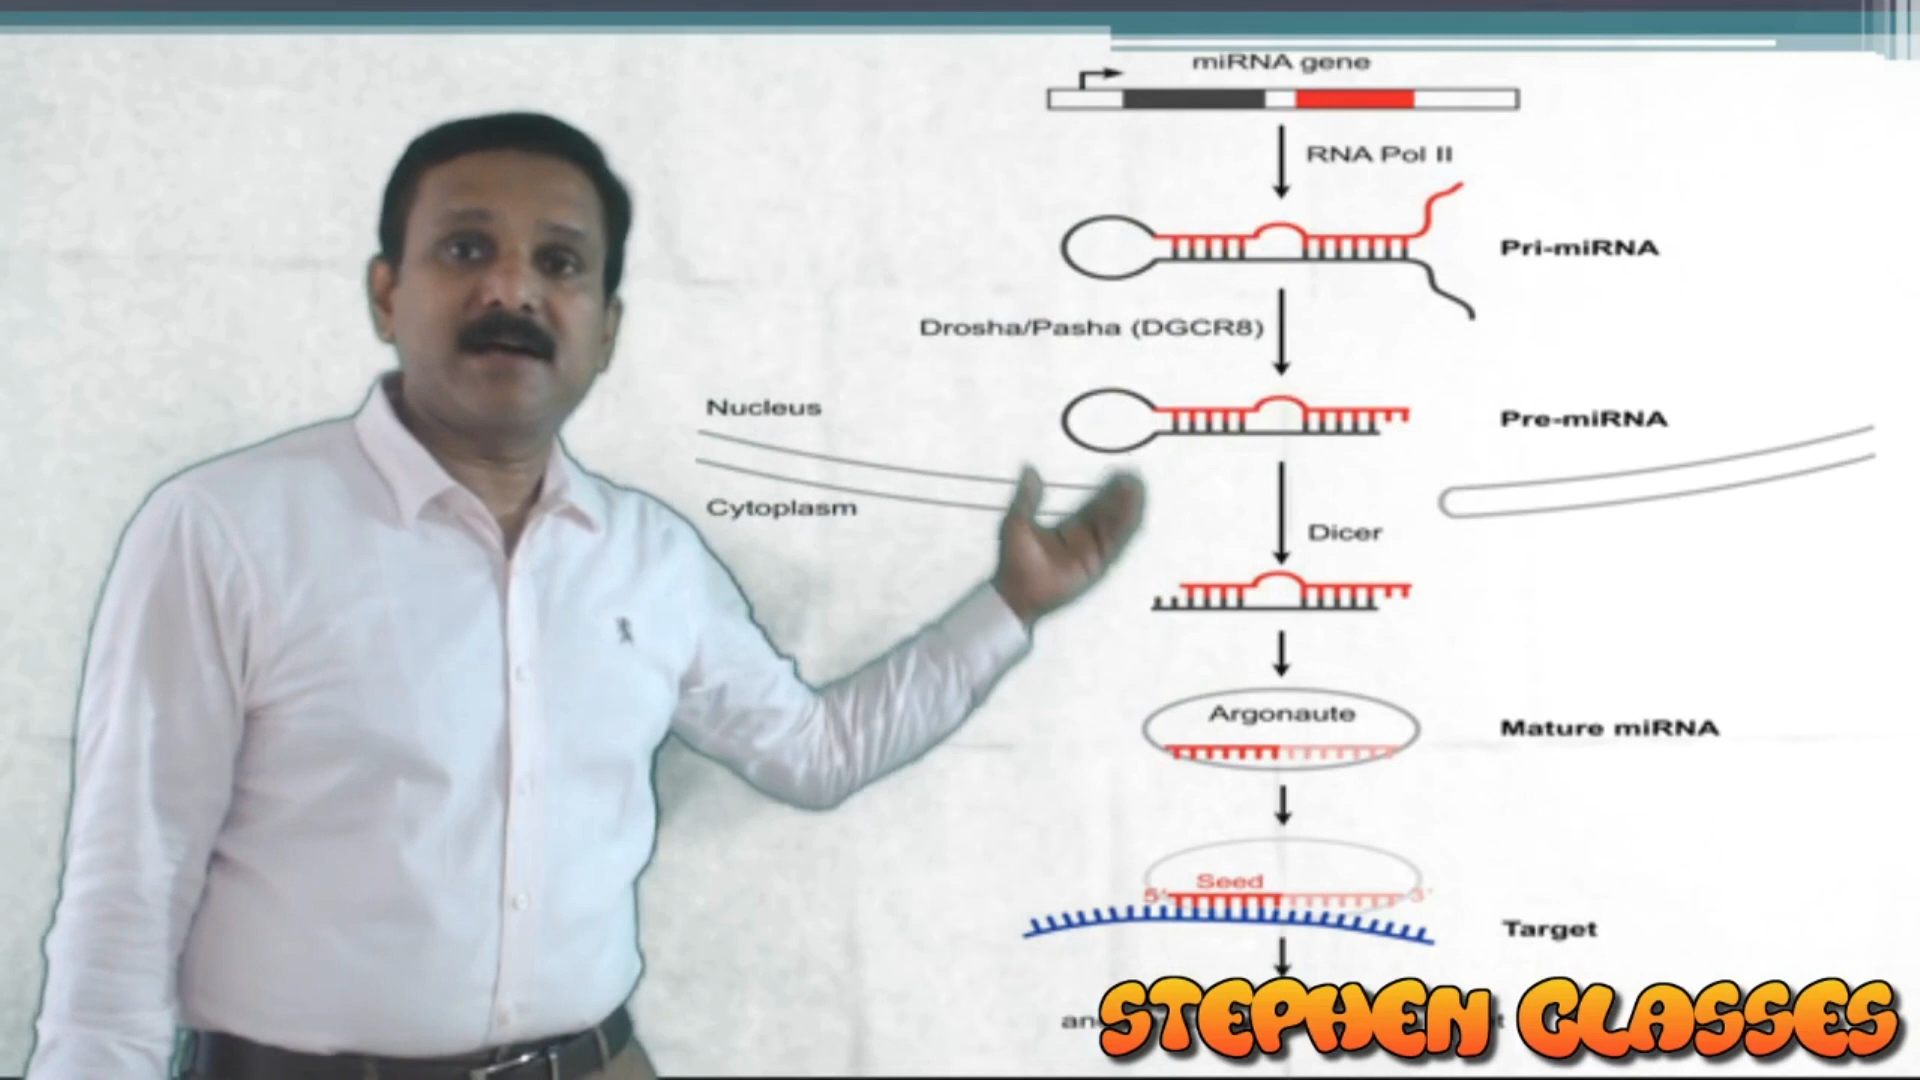 miRNA gene
RNA Pol II
Pri-miRNA
Drosha/Pasha (DGCR8)
Nucleus
Pre-miRNA
Cytoplasm
Dicer
Argonaute
Mature miRNA
Seed
5' 3'
Target
STEPHEN CLASSES